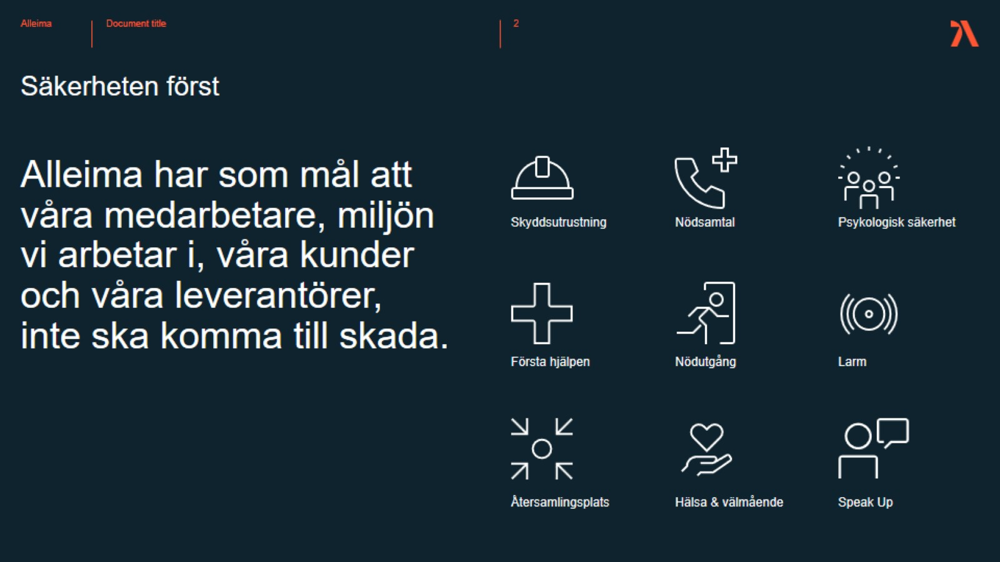 Alleima
Document title
2
Säkerheten först
Alleima har som mål att
våra medarbetare, miljön
vi arbetar i, våra kunder
och våra leverantörer,
inte ska komma till skada.
Skyddsutrustning
Nödsamtal
Psykologisk säkerhet
Första hjälpen
Nödutgång
Larm
Återsamlingsplats
Hälsa & välmående
Speak Up